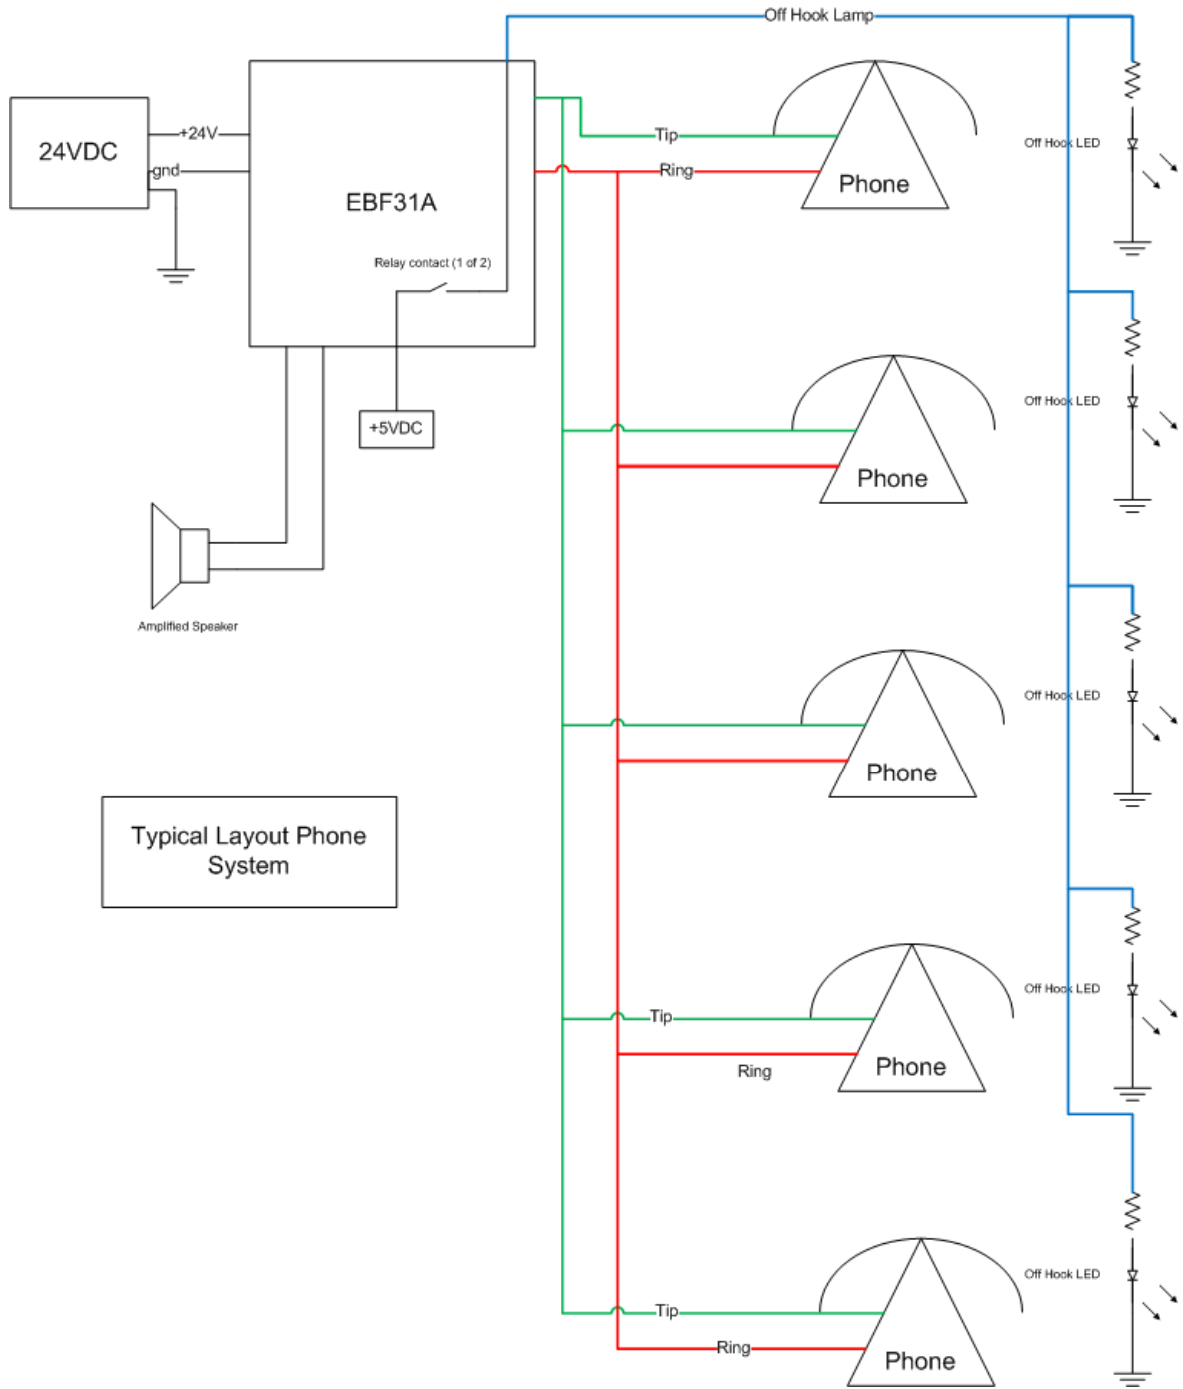 Off Hook Lamp
24VDC
+24V
gnd
EBF31A
Relay contact (1 of 2)
+5VDC
Amplified Speaker
Tip
Ring
Phone
Off Hook LED
Phone
Off Hook LED
Phone
Off Hook LED
Typical Layout Phone
System
Tip
Ring
Phone
Off Hook LED
Tip
Ring
Phone
Off Hook LED